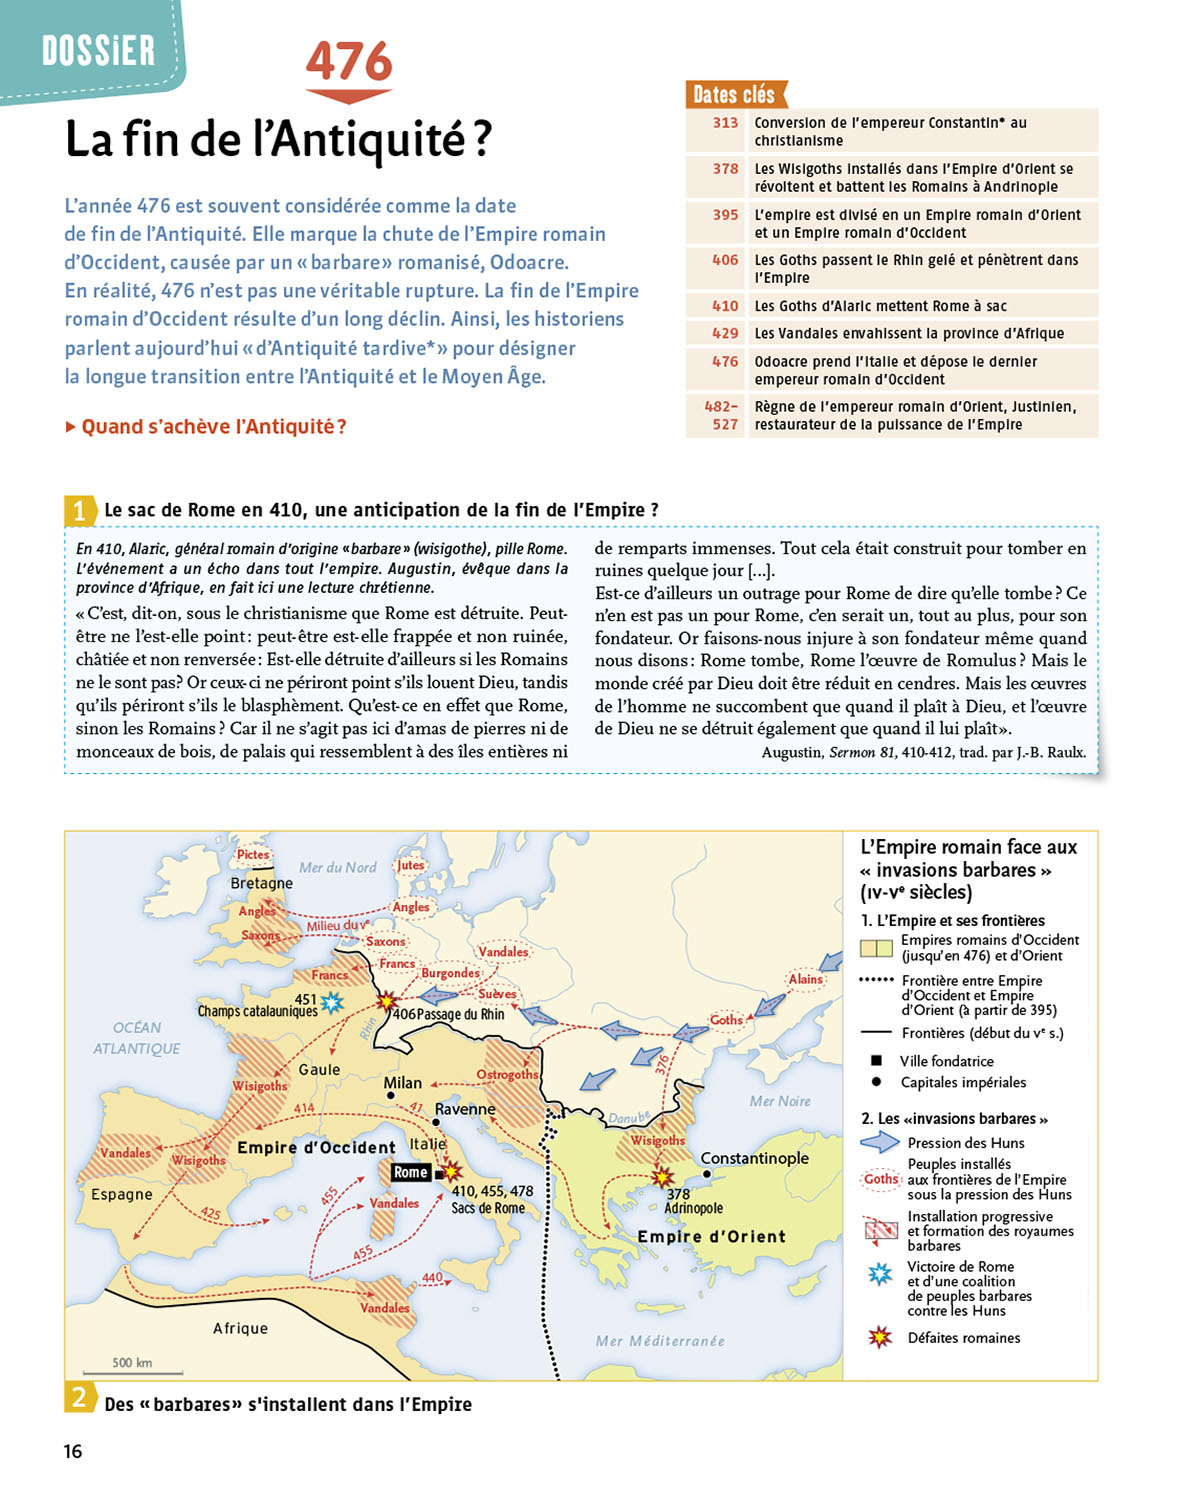 DOSSiER
476
La fin de l'Antiquité ?
L'année 476 est souvent considérée comme la date
de fin de l'Antiquité. Elle marque la chute de l'Empire romain
d'Occident, causée par un « barbare » romanisé, Odoacre.
En réalité, 476 n'est pas une véritable rupture. La fin de l'Empire
romain d'Occident résulte d'un long déclin. Ainsi, les historiens
parlent aujourd'hui « d'Antiquité tardive* » pour désigner
la longue transition entre l'Antiquité et le Moyen Âge.
▶ Quand s'achève l'Antiquité ?
Dates clés
313 Conversion de l'empereur Constantin* au
christianisme
378 Les Wisigoths installés dans l'Empire d'Orient se
révoltent et battent les Romains à Andrinople
395 L'empire est divisé en un Empire romain d'Orient
et un Empire romain d'Occident
406 Les Goths passent le Rhin gelé et pénètrent dans
l'Empire
410 Les Goths d'Alaric mettent Rome à sac
429 Les Vandales envahissent la province d'Afrique
476 Odoacre prend l'Italie et dépose le dernier
empereur romain d'Occident
482– Règne de l'empereur romain d'Orient, Justinien,
527 restaurateur de la puissance de l'Empire
1 Le sac de Rome en 410, une anticipation de la fin de l'Empire ?
En 410, Alaric, général romain d'origine « barbare » (wisigothe), pille Rome.
L'événement a un écho dans tout l'empire. Augustin, évêque dans la
province d'Afrique, en fait ici une lecture chrétienne.
« C'est, dit-on, sous le christianisme que Rome est détruite. Peut-
être ne l'est-elle point : peut-être est-elle frappée et non ruinée,
châtiée et non renversée : Est-elle détruite d'ailleurs si les Romains
ne le sont pas? Or ceux-ci ne périront point s'ils louent Dieu, tandis
qu'ils périront s'ils le blasphèment. Qu'est-ce en effet que Rome,
sinon les Romains ? Car il ne s'agit pas ici d'amas de pierres ni de
monceaux de bois, de palais qui ressemblent à des îles entières ni
de remparts immenses. Tout cela était construit pour tomber en
ruines quelque jour [...].
Est-ce d'ailleurs un outrage pour Rome de dire qu'elle tombe ? Ce
n'en est pas un pour Rome, c'en serait un, tout au plus, pour son
fondateur. Or faisons-nous injure à son fondateur même quand
nous disons : Rome tombe, Rome l'œuvre de Romulus ? Mais le
monde créé par Dieu doit être réduit en cendres. Mais les œuvres
de l'homme ne succombent que quand il plaît à Dieu, et l'œuvre
de Dieu ne se détruit également que quand il lui plaît».
Augustin, Sermon 81, 410-412, trad. par J.-B. Raulx.
Pictes
Mer du Nord
Jutes
Bretagne
Angles
Angles
Milieu du vᵉ
Saxons
Saxons
Vandales
Francs
Francs
Burgondes
Alains
Suèves
451
Champs catalauniques
406 Passage du Rhin
Goths
OCÉAN
ATLANTIQUE
Rhin
376
Gaule
Ostrogoths
Wisigoths
Milan
Mer Noire
414
41
Ravenne
Danube
Wisigoths
Empire d'Occident
Italie
Vandales
Wisigoths
Constantinople
Rome
Espagne
455
410, 455, 478
Sacs de Rome
378
Adrinopole
Vandales
425
Empire d'Orient
455
440
Vandales
Afrique
Mer Méditerranée
500 km
L'Empire romain face aux
« invasions barbares »
(IV-Vᵉ siècles)
1. L'Empire et ses frontières
Empires romains d'Occident
(jusqu'en 476) et d'Orient
Frontière entre Empire
d'Occident et Empire
d'Orient (à partir de 395)
Frontières (début du vᵉ s.)
Ville fondatrice
Capitales impériales
2. Les «invasions barbares »
Pression des Huns
Goths
Peuples installés
aux frontières de l'Empire
sous la pression des Huns
Installation progressive
et formation des royaumes
barbares
Victoire de Rome
et d'une coalition
de peuples barbares
contre les Huns
Défaites romaines
2 Des « barbares» s'installent dans l'Empire
16